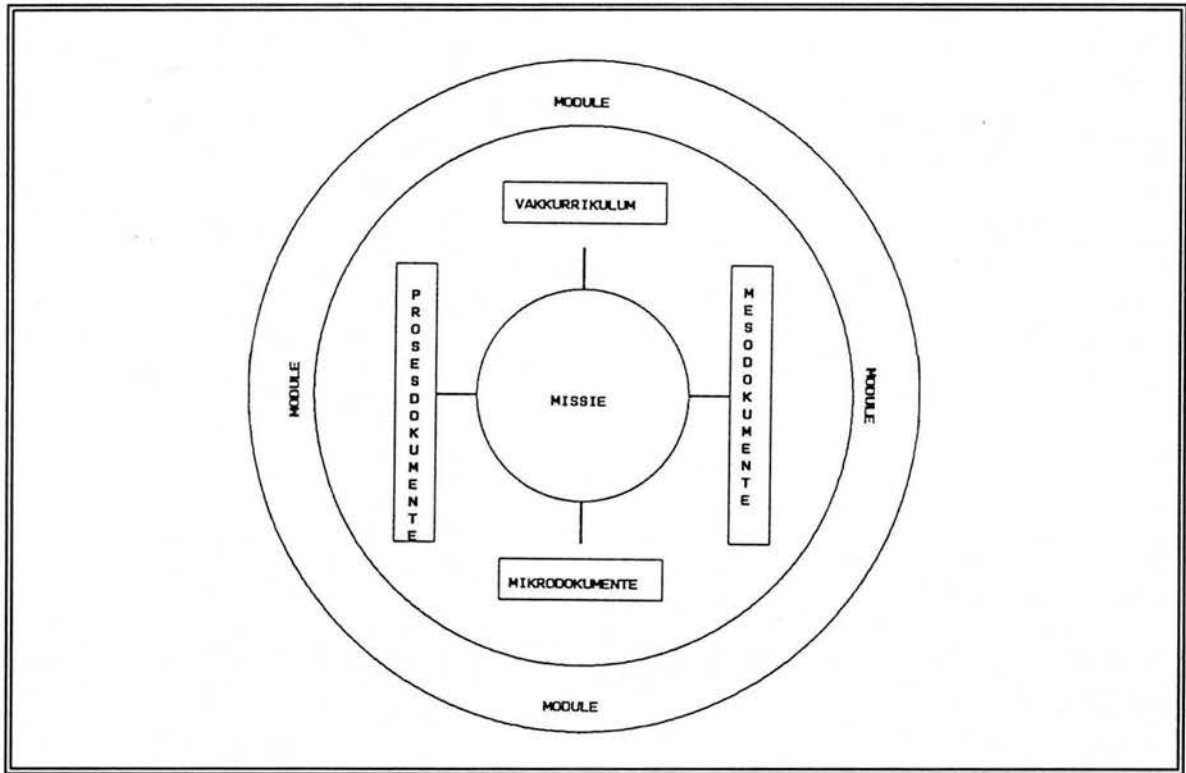 MODULE
VAKKURRIKULUM
PROSESDOKUMENTE
MESODOKUMENTE
MODULE
MISSIE
MODULE
MIKRODOKUMENTE
MODULE